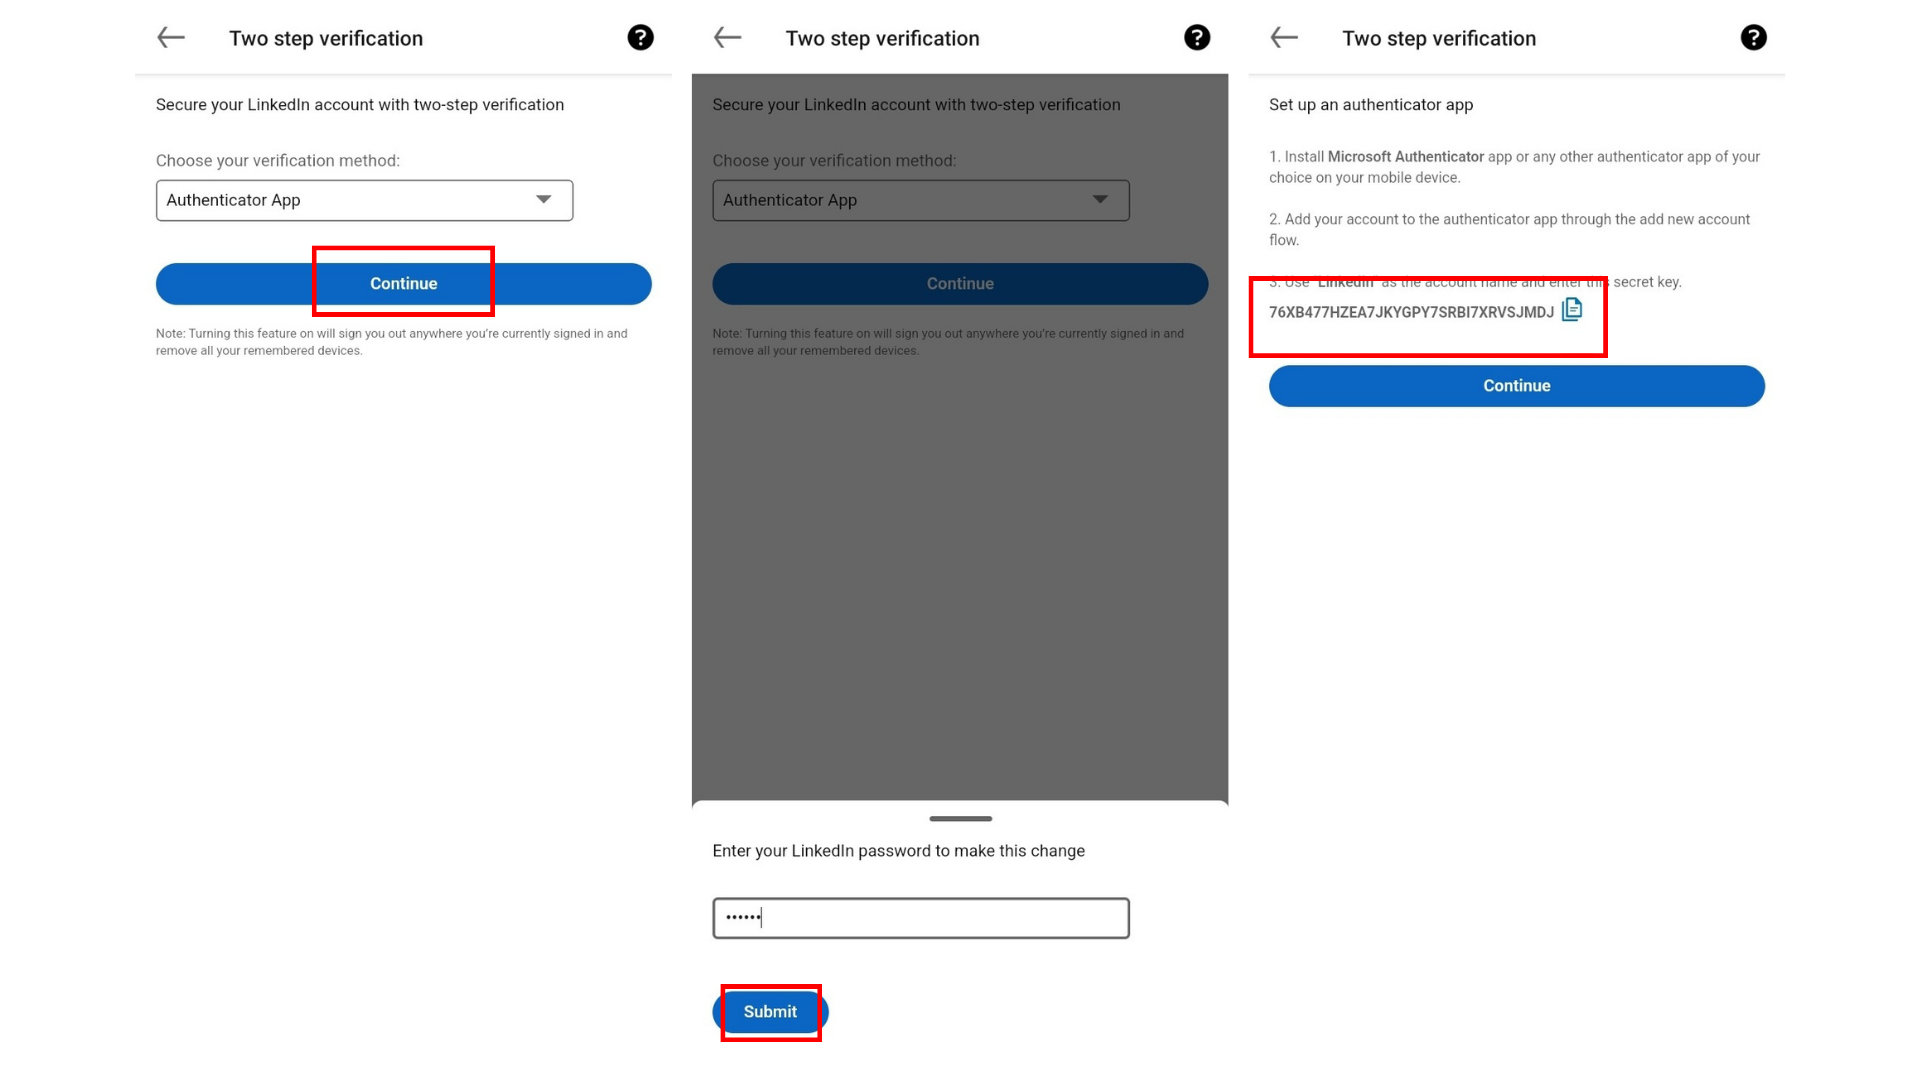 Two step verification
?
Secure your LinkedIn account with two-step verification
Choose your verification method:
Authenticator App
Continue
Note: Turning this feature on will sign you out anywhere you're currently signed in and
remove all your remembered devices.
Two step verification
?
Secure your LinkedIn account with two-step verification
Choose your verification method:
Authenticator App
Continue
Note: Turning this feature on will sign you out anywhere you're currently signed in and
remove all your remembered devices.
Enter your LinkedIn password to make this change
••••••
Submit
Two step verification
?
Set up an authenticator app
1. Install Microsoft Authenticator app or any other authenticator app of your
choice on your mobile device.
2. Add your account to the authenticator app through the add new account
flow.
3. Use "LinkedIn" as the account name and enter this secret key.
76XB477HZEA7JKYGPY7SRBI7XRVSJMDJ
Continue